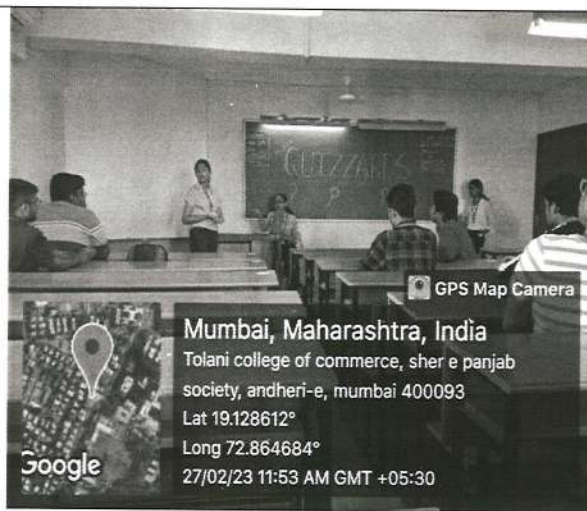 QUIZZARDS
GPS Map Camera
Mumbai, Maharashtra, India
Tolani college of commerce, sher e panjab
society, andheri-e, mumbai 400093
Lat 19.128612°
Long 72.864684°
27/02/23 11:53 AM GMT +05:30
Google